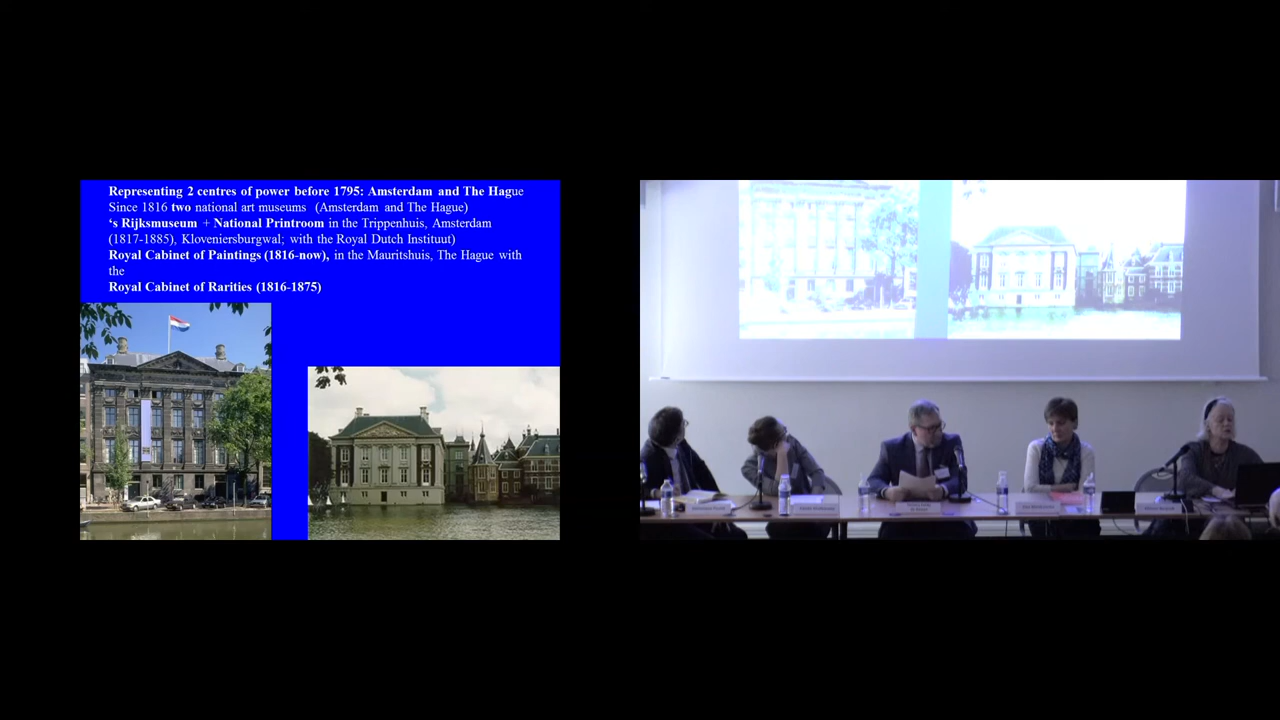 Representing 2 centres of power before 1795: Amsterdam and The Hague
Since 1816 two national art museums (Amsterdam and The Hague)
‘s Rijksmuseum + National Printroom in the Trippenhuis, Amsterdam
(1817-1885), Kloveniersburgwal; with the Royal Dutch Instituut)
Royal Cabinet of Paintings (1816-now), in the Mauritshuis, The Hague with
the
Royal Cabinet of Rarities (1816-1875)